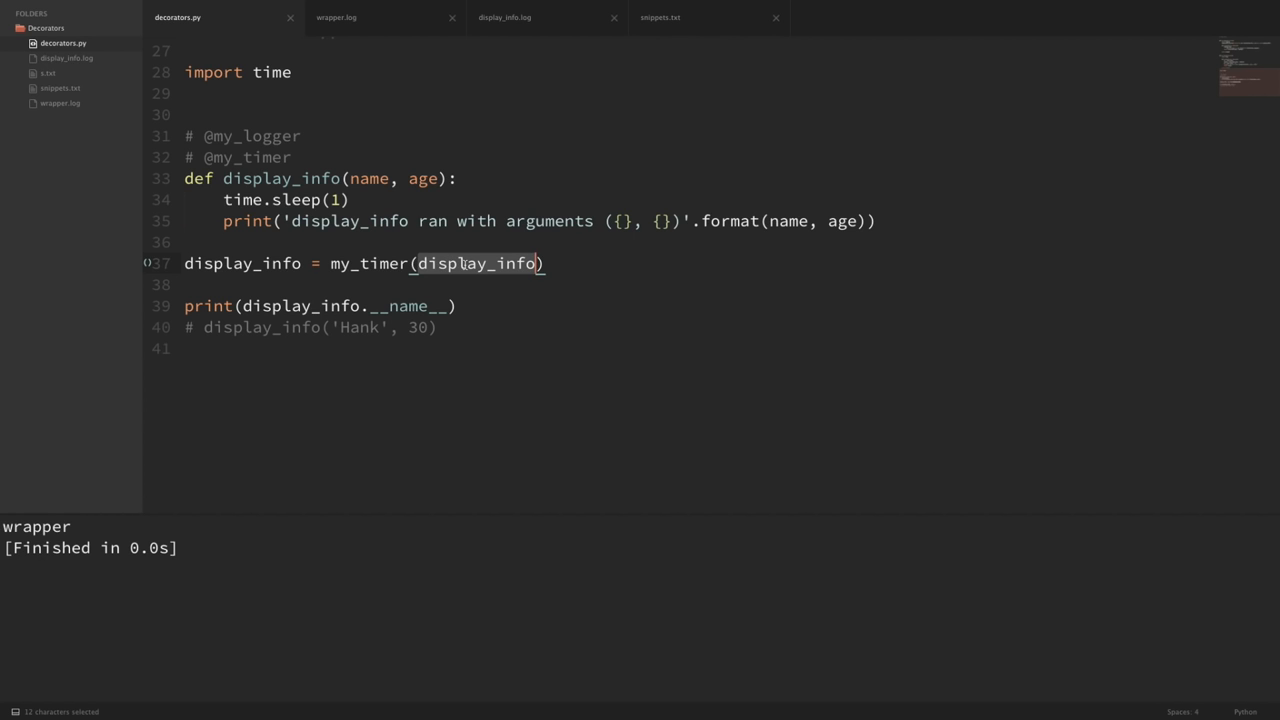 FOLDERS
Decorators
decorators.py
display_info.log
s.txt
snippets.txt
wrapper.log
decorators.py
wrapper.log
display_info.log
snippets.txt
27
28 import time
29
30
31 # @my_logger
32 # @my_timer
33 def display_info(name, age):
34     time.sleep(1)
35     print('display_info ran with arguments ({}, {})'.format(name, age))
36
37 display_info = my_timer(display_info)
38
39 print(display_info.__name__)
40 # display_info('Hank', 30)
41
wrapper
[Finished in 0.0s]
12 characters selected
Spaces: 4
Python